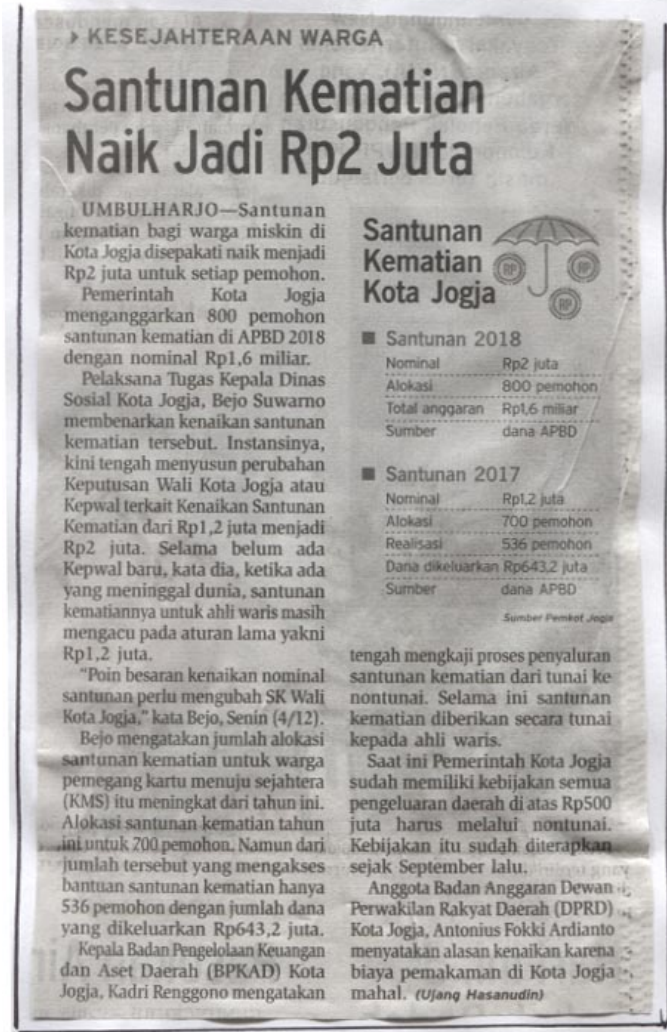 › KESEJAHTERAAN WARGA
Santunan Kematian
Naik Jadi Rp2 Juta
UMBULHARJO—Santunan
kematian bagi warga miskin di
Kota Jogja disepakati naik menjadi
Rp2 juta untuk setiap pemohon.
Pemerintah Kota Jogja
menganggarkan 800 pemohon
santunan kematian di APBD 2018
dengan nominal Rp1,6 miliar.
Pelaksana Tugas Kepala Dinas
Sosial Kota Jogja, Bejo Suwarno
membenarkan kenaikan santunan
kematian tersebut. Instansinya,
kini tengah menyusun perubahan
Keputusan Wali Kota Jogja atau
Kepwal terkait Kenaikan Santunan
Kematian dari Rp1,2 juta menjadi
Rp2 juta. Selama belum ada
Kepwal baru, kata dia, ketika ada
yang meninggal dunia, santunan
kematiannya untuk ahli waris masih
mengacu pada aturan lama yakni
Rp1,2 juta.
“Poin besaran kenaikan nominal
santunan perlu mengubah SK Wali
Kota Jogja,” kata Bejo, Senin (4/12).
Bejo mengatakan jumlah alokasi
santunan kematian untuk warga
pemegang kartu menuju sejahtera
(KMS) itu meningkat dari tahun ini.
Alokasi santunan kematian tahun
ini untuk 700 pemohon. Namun dari
jumlah tersebut yang mengakses
bantuan santunan kematian hanya
536 pemohon dengan jumlah dana
yang dikeluarkan Rp643,2 juta.
Kepala Badan Pengelolaan Keuangan
dan Aset Daerah (BPKAD) Kota
Jogja, Kadri Renggono mengatakan
Santunan
Kematian
Kota Jogja
RP RP RP
■ Santunan 2018
Nominal Rp2 juta
Alokasi 800 pemohon
Total anggaran Rp1,6 miliar
Sumber dana APBD
■ Santunan 2017
Nominal Rp1,2 juta
Alokasi 700 pemohon
Realisasi 536 pemohon
Dana dikeluarkan Rp643,2 juta
Sumber dana APBD
Sumber Pemkot Jogja
tengah mengkaji proses penyaluran
santunan kematian dari tunai ke
nontunai. Selama ini santunan
kematian diberikan secara tunai
kepada ahli waris.
Saat ini Pemerintah Kota Jogja
sudah memiliki kebijakan semua
pengeluaran daerah di atas Rp500
juta harus melalui nontunai.
Kebijakan itu sudah diterapkan
sejak September lalu.
Anggota Badan Anggaran Dewan
Perwakilan Rakyat Daerah (DPRD)
Kota Jogja, Antonius Fokki Ardianto
menyatakan alasan kenaikan karena
biaya pemakaman di Kota Jogja
mahal. (Ujang Hasanudin)